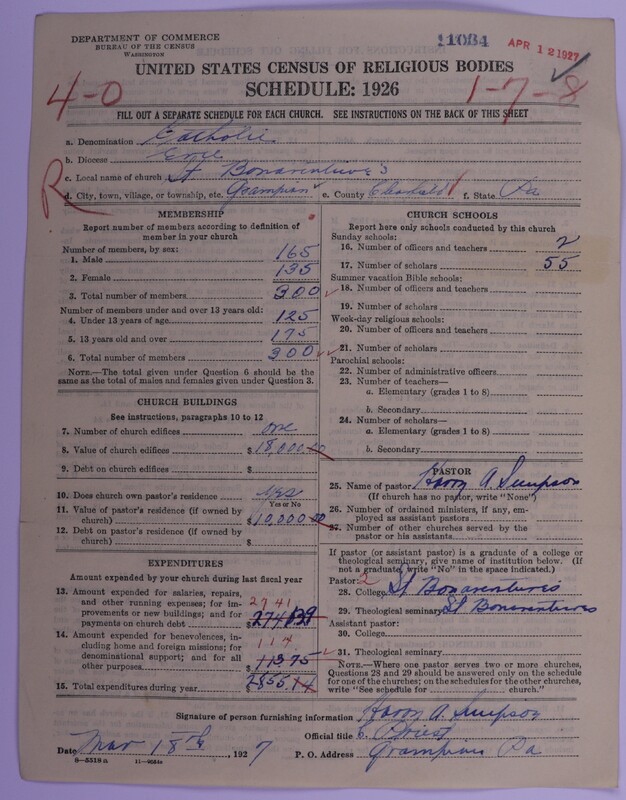 DEPARTMENT OF COMMERCE
BUREAU OF THE CENSUS
WASHINGTON
11084
APR 12 1927
UNITED STATES CENSUS OF RELIGIOUS BODIES
SCHEDULE: 1926
4-0
1-7-8
FILL OUT A SEPARATE SCHEDULE FOR EACH CHURCH. SEE INSTRUCTIONS ON THE BACK OF THIS SHEET
R
a. Denomination Catholic
b. Diocese Erie
c. Local name of church St Bonaventure's
d. City, town, village, or township, etc. Grampian e. County Clearfield f. State Pa
MEMBERSHIP
Report number of members according to definition of
member in your church
Number of members, by sex:
1. Male 165
2. Female 135
3. Total number of members 300
Number of members under and over 13 years old:
4. Under 13 years of age 125
5. 13 years old and over 175
6. Total number of members 300
NOTE.—The total given under Question 6 should be
same as the total of males and females given under Question 3.
CHURCH BUILDINGS
See instructions, paragraphs 10 to 12
7. Number of church edifices one
8. Value of church edifices $18,000.00
9. Debt on church edifices $
10. Does church own pastor's residence yes
Yes or No
11. Value of pastor's residence (if owned by
church) $10,000.00
12. Debt on pastor's residence (if owned by
church) $
EXPENDITURES
Amount expended by your church during last fiscal year
13. Amount expended for salaries, repairs,
and other running expenses; for im-
provements or new buildings; and for
payments on church debt $
2741
14. Amount expended for benevolences, in-
cluding home and foreign missions; for
denominational support; and for all
other purposes 113.75
114
15. Total expenditures during year $2855.14
CHURCH SCHOOLS
Report here only schools conducted by this church
Sunday schools:
16. Number of officers and teachers 2
17. Number of scholars 55
Summer vacation Bible schools:
18. Number of officers and teachers
19. Number of scholars
Week-day religious schools:
20. Number of officers and teachers
21. Number of scholars
Parochial schools:
22. Number of administrative officers
23. Number of teachers—
a. Elementary (grades 1 to 8)
b. Secondary
24. Number of scholars—
a. Elementary (grades 1 to 8)
b. Secondary
PASTOR
25. Name of pastor Harry A. Simpson
(If church has no pastor, write "None")
26. Number of ordained ministers, if any, em-
ployed as assistant pastors
27. Number of other churches served by the
pastor or his assistants
If pastor (or assistant pastor) is a graduate of a college or
theological seminary, give name of institution below. (If
not a graduate, write "No" in the space indicated.)
Pastor: 2
28. College St Bonaventures
29. Theological seminary St Bonaventures
Assistant pastor:
30. College
31. Theological seminary
NOTE.—Where one pastor serves two or more churches,
Questions 28 and 29 should be answered only on the schedule
for one of the churches; on the schedules for the other churches,
write "See schedule for church."
Signature of person furnishing information Harry A. Simpson
Official title C. Priest
Date Mar 18th, 1927 P. O. Address Grampian Pa
8—5518a 11—9034a